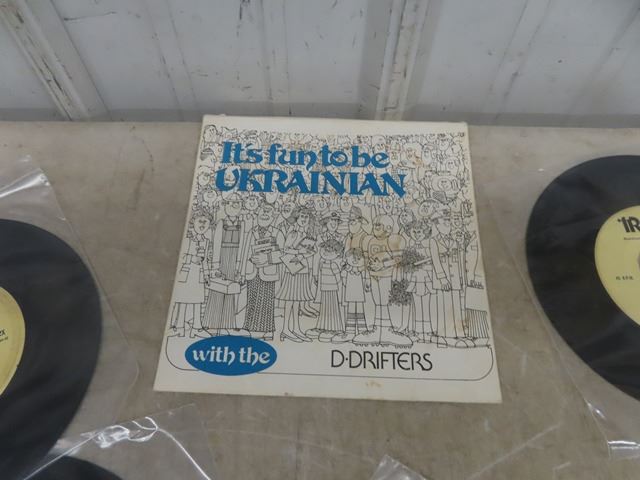 It's fun to be
UKRAINIAN
with the
D·DRIFTERS